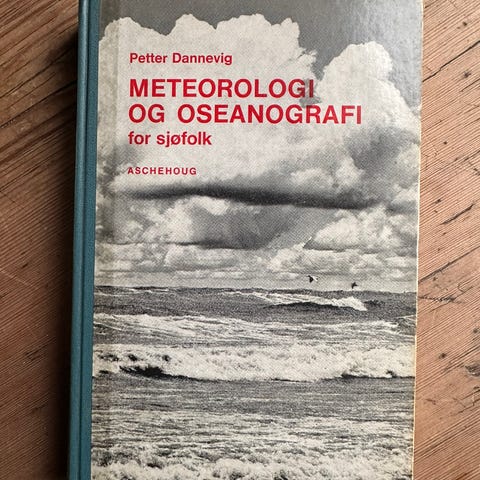 Petter Dannevig
METEOROLOGI
OG OSEANOGRAFI
for sjøfolk
ASCHEHOUG